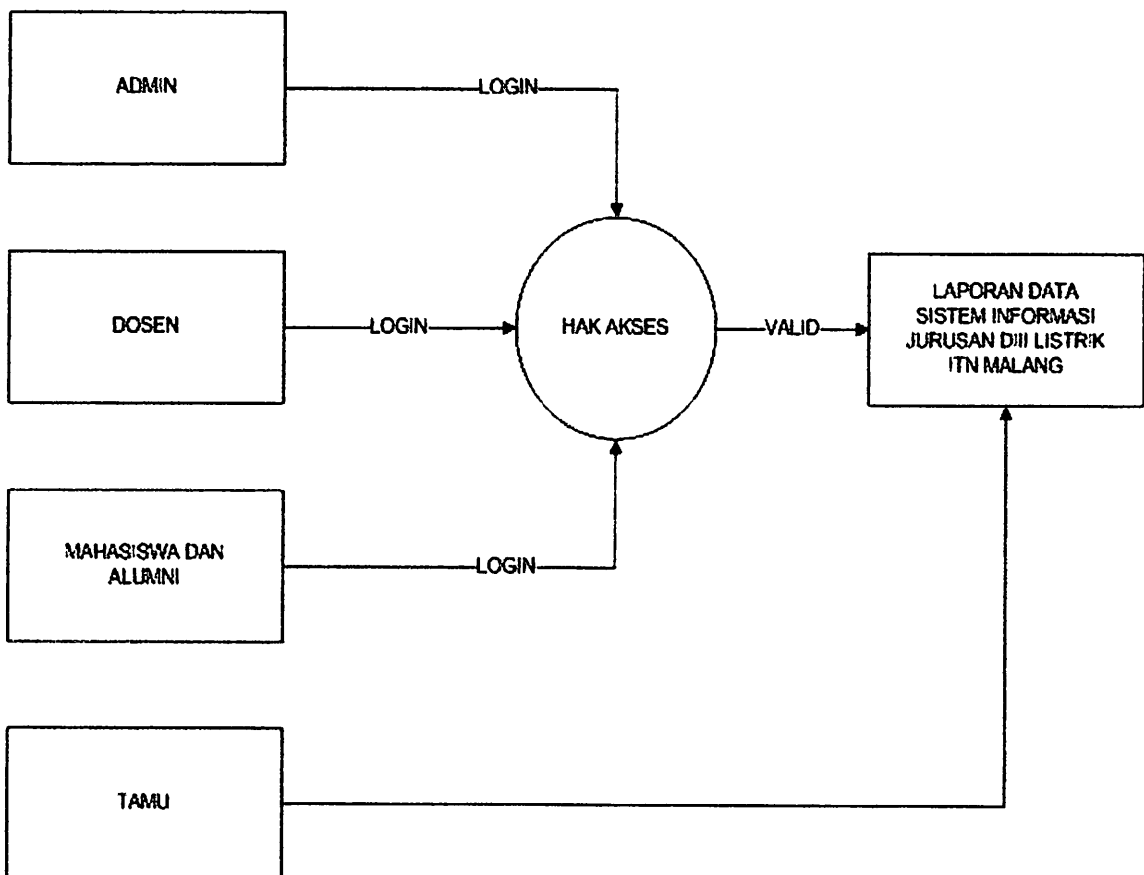 ADMIN
LOGIN
DOSEN
LOGIN
HAK AKSES
VALID
LAPORAN DATA
SISTEM INFORMASI
JURUSAN DIII LISTRIK
ITN MALANG
MAHASISWA DAN
ALUMNI
LOGIN
TAMU